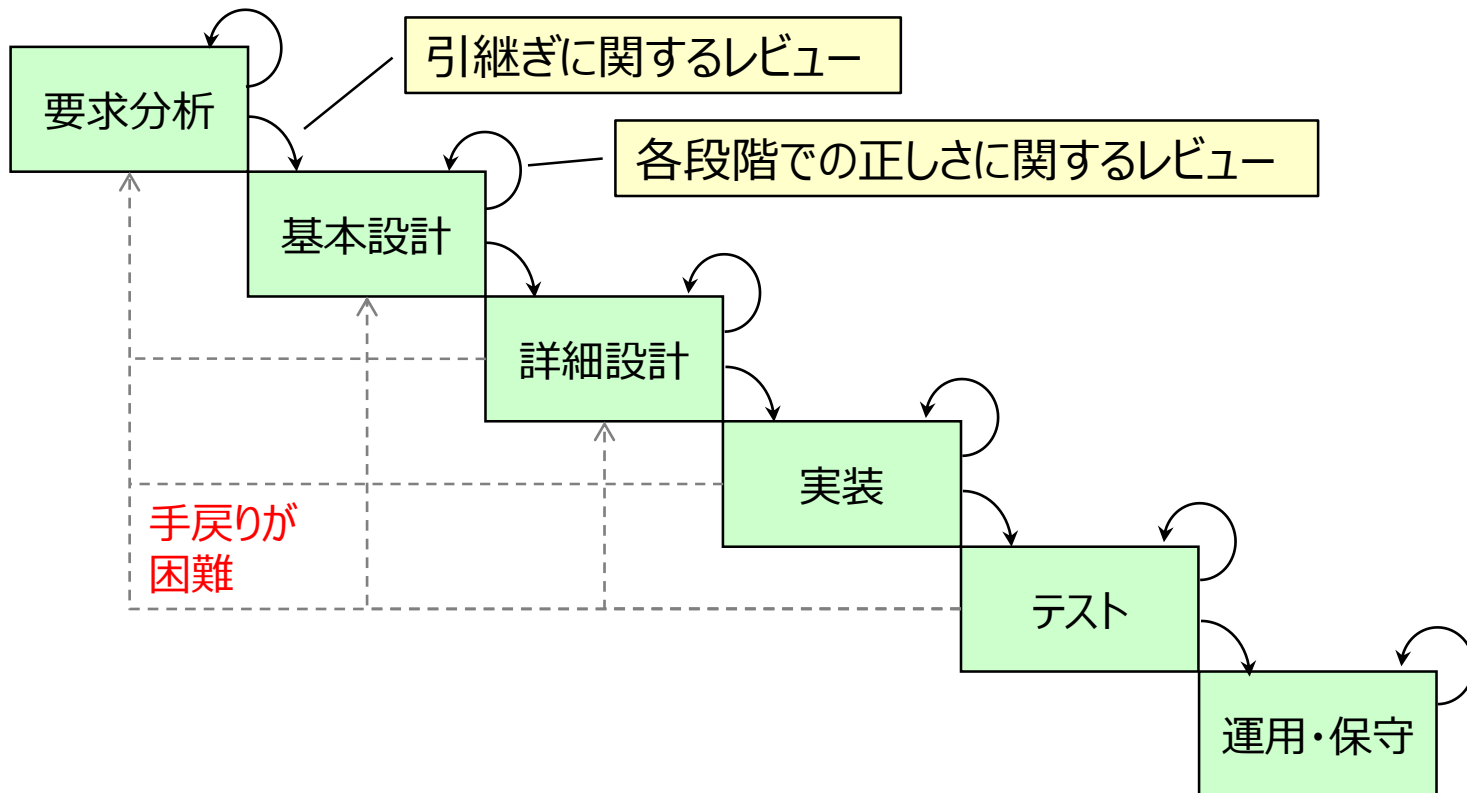 引継ぎに関するレビュー
要求分析
各段階での正しさに関するレビュー
基本設計
詳細設計
実装
手戻りが
困難
テスト
運用・保守